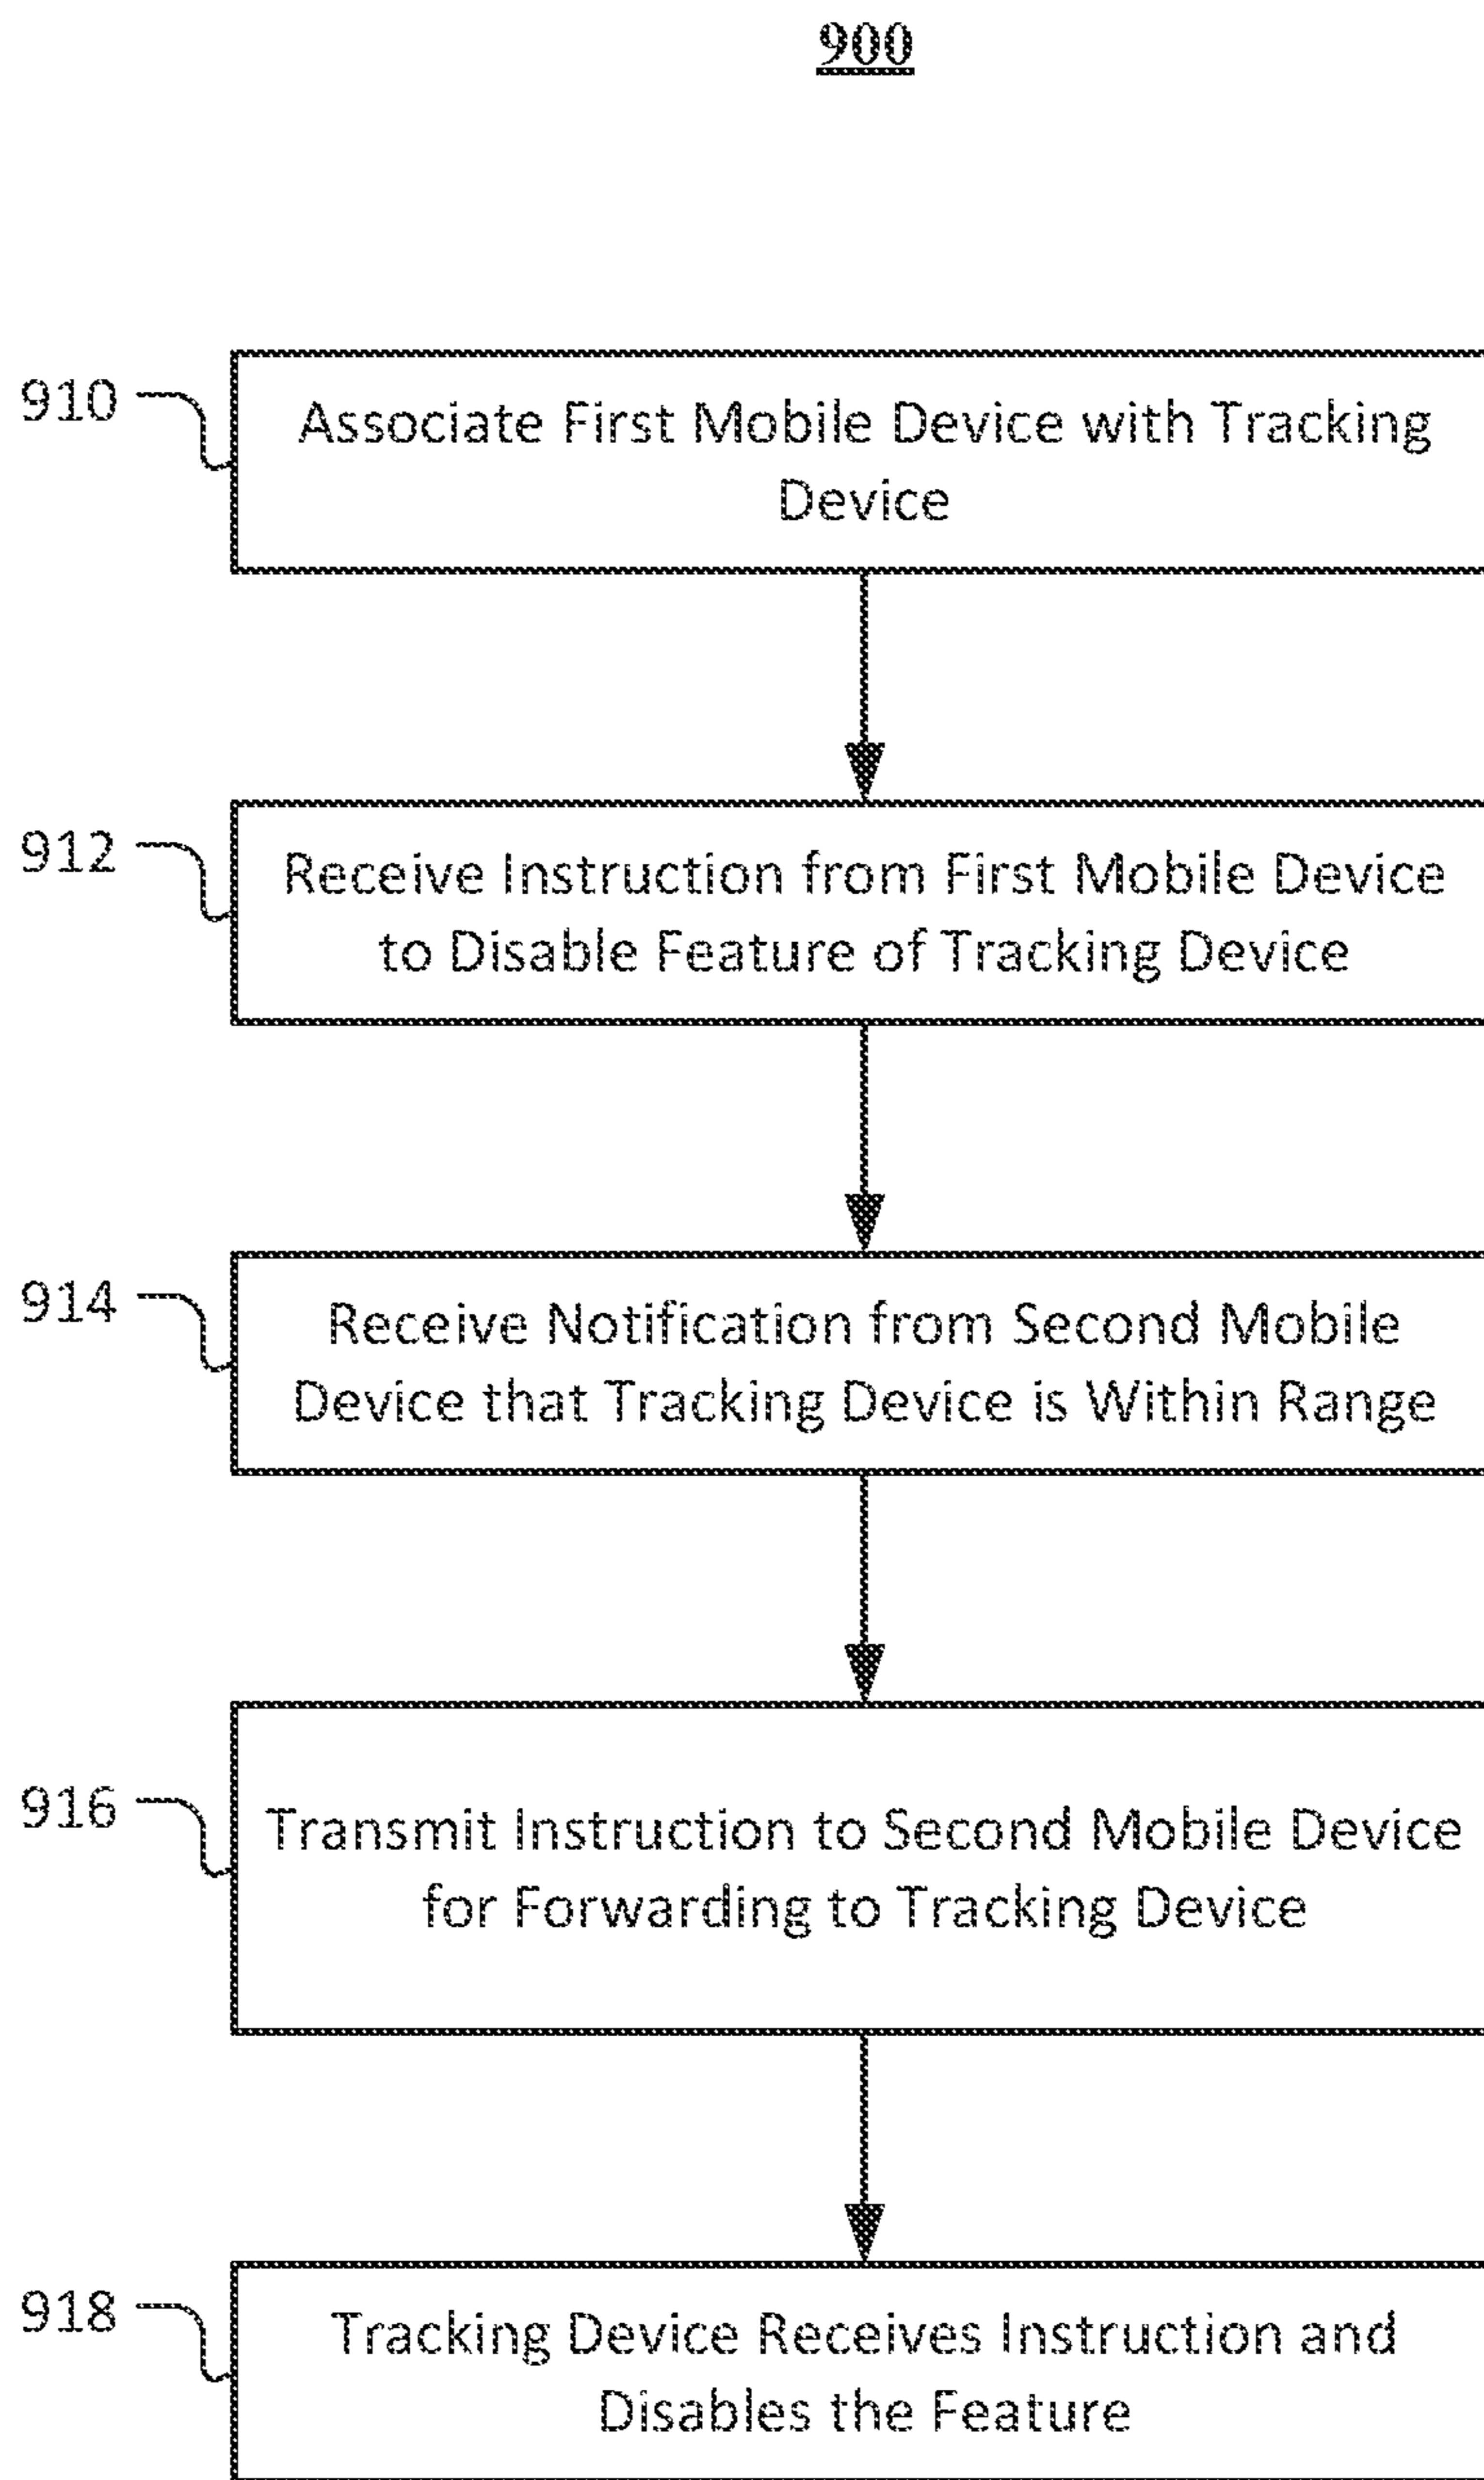 900
910
Associate First Mobile Device with Tracking
Device
912
Receive Instruction from First Mobile Device
to Disable Feature of Tracking Device
914
Receive Notification from Second Mobile
Device that Tracking Device is Within Range
916
Transmit Instruction to Second Mobile Device
for Forwarding to Tracking Device
918
Tracking Device Receives Instruction and
Disables the Feature